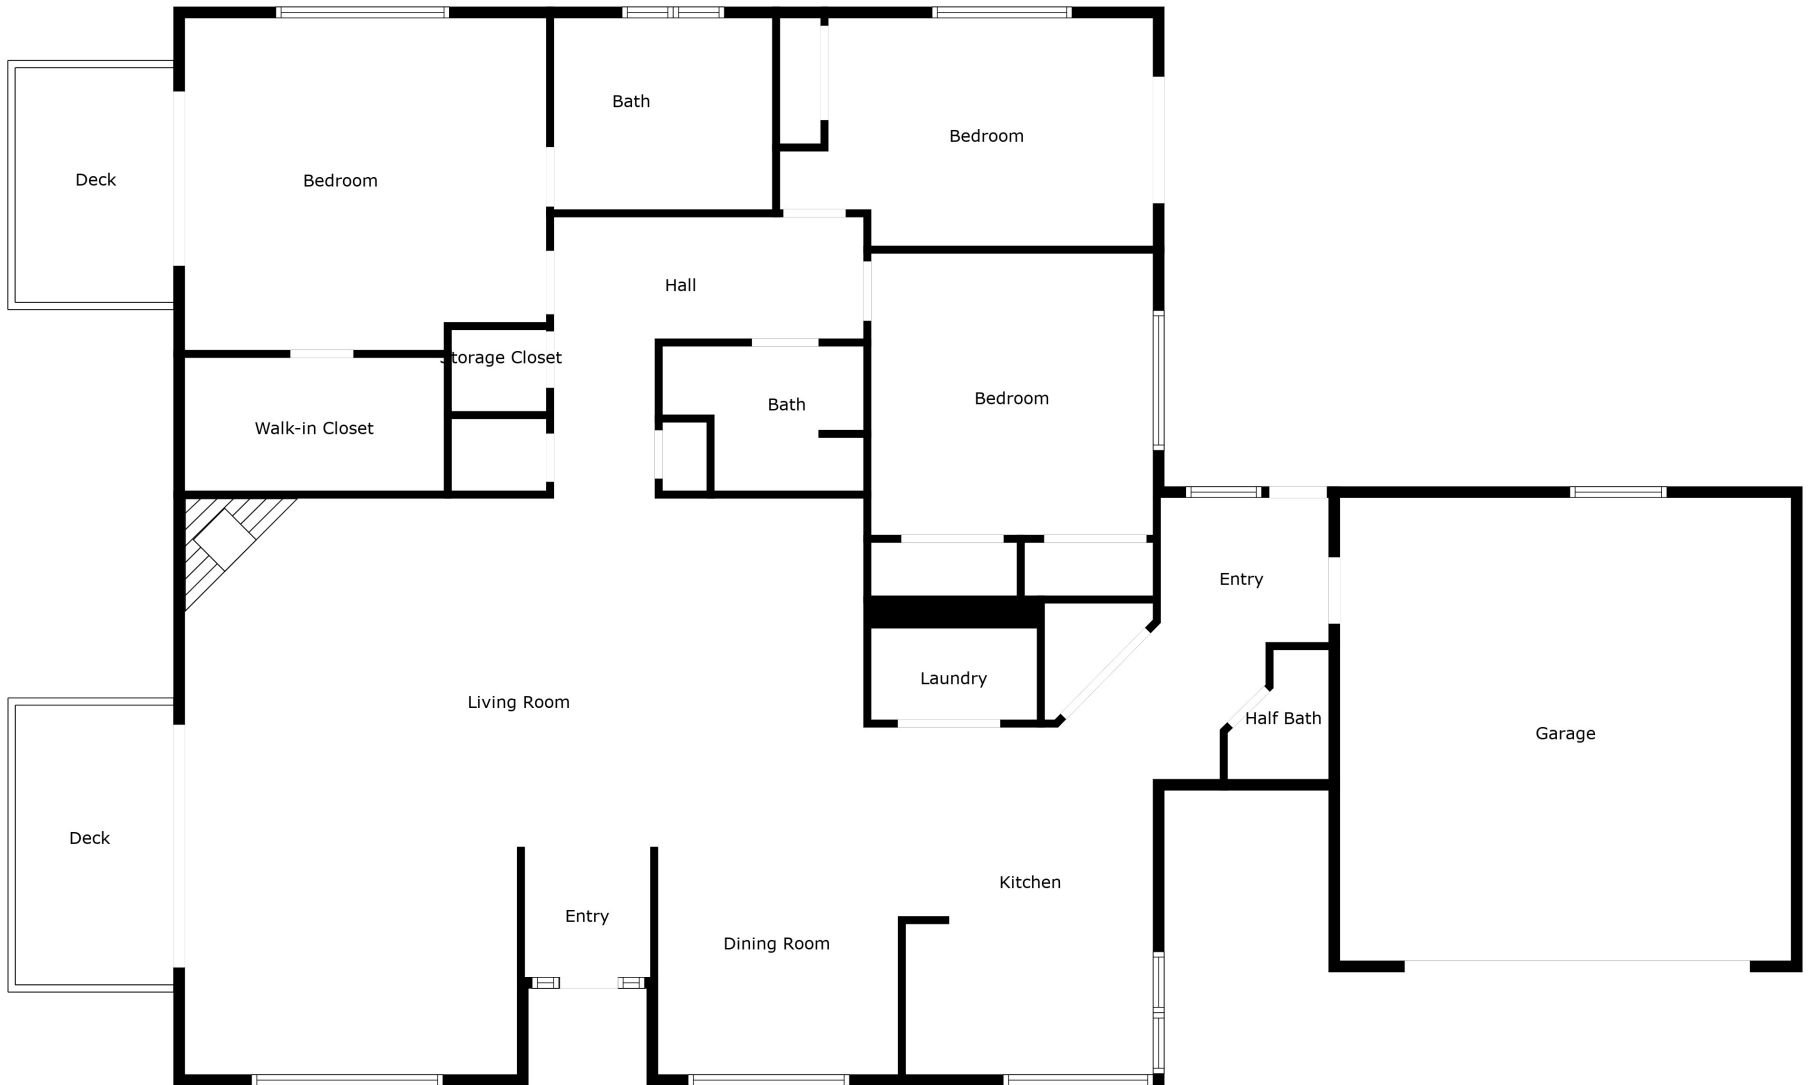 Bath
Bedroom
Deck
Bedroom
Hall
Storage Closet
Bedroom
Bath
Walk-in Closet
Entry
Laundry
Living Room
Half Bath
Garage
Deck
Kitchen
Entry
Dining Room